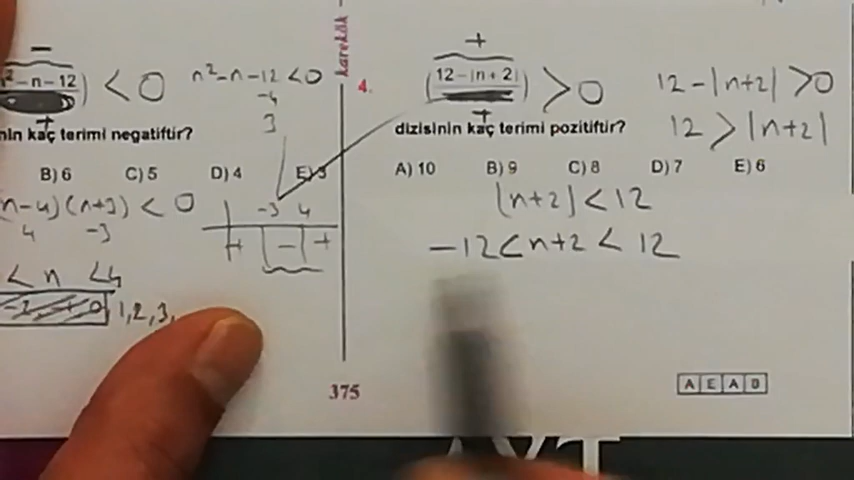 n²-n-12) < 0
n²-n-12 < 0
-4
3
nin kaç terimi negatiftir?
B) 6 C) 5 D) 4 E) 3
(n-4)(n+3) < 0
4 -3
-3 4
+ - +
< n < 4
1,2,3,
karekök
375
4.
+
(12-|n+2|) > 0
+
dizisinin kaç terimi pozitiftir?
A) 10 B) 9 C) 8 D) 7 E) 6
12-|n+2| > 0
12 > |n+2|
|n+2| < 12
-12 < n+2 < 12
A E A D
AYT